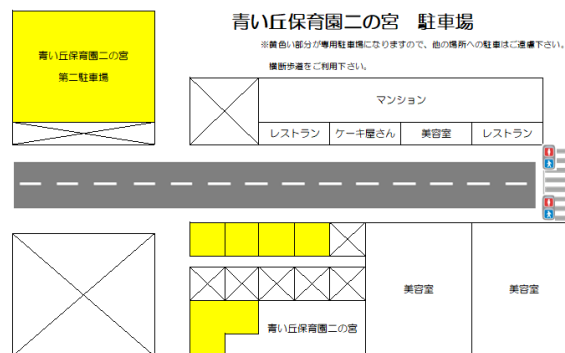 青い丘保育園二の宮　駐車場
※黄色い部分が専用駐車場になりますので、他の場所への駐車はご遠慮下さい。
横断歩道をご利用下さい。
青い丘保育園二の宮
第二駐車場
マンション
レストラン
ケーキ屋さん
美容室
レストラン
美容室
美容室
青い丘保育園二の宮